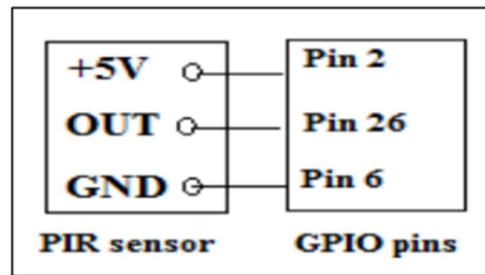 +5V Pin 2
OUT Pin 26
GND Pin 6
PIR sensor GPIO pins